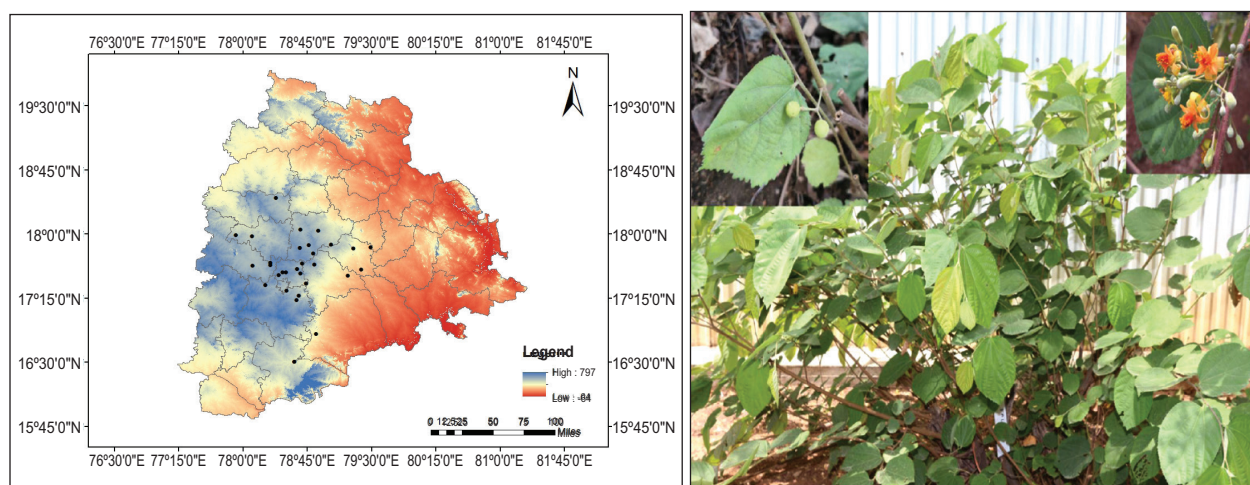 76°30'0"E 77°15'0"E 78°0'0"E 78°45'0"E 79°30'0"E 80°15'0"E 81°0'0"E 81°45'0"E
N
19°30'0"N 19°30'0"N
18°45'0"N 18°45'0"N
18°0'0"N 18°0'0"N
17°15'0"N 17°15'0"N
16°30'0"N 16°30'0"N
15°45'0"N 15°45'0"N
Legend
High : 797
Low :
0 12.5 25 50 75 100
Miles
76°30'0"E 77°15'0"E 78°0'0"E 78°45'0"E 79°30'0"E 80°15'0"E 81°0'0"E 81°45'0"E